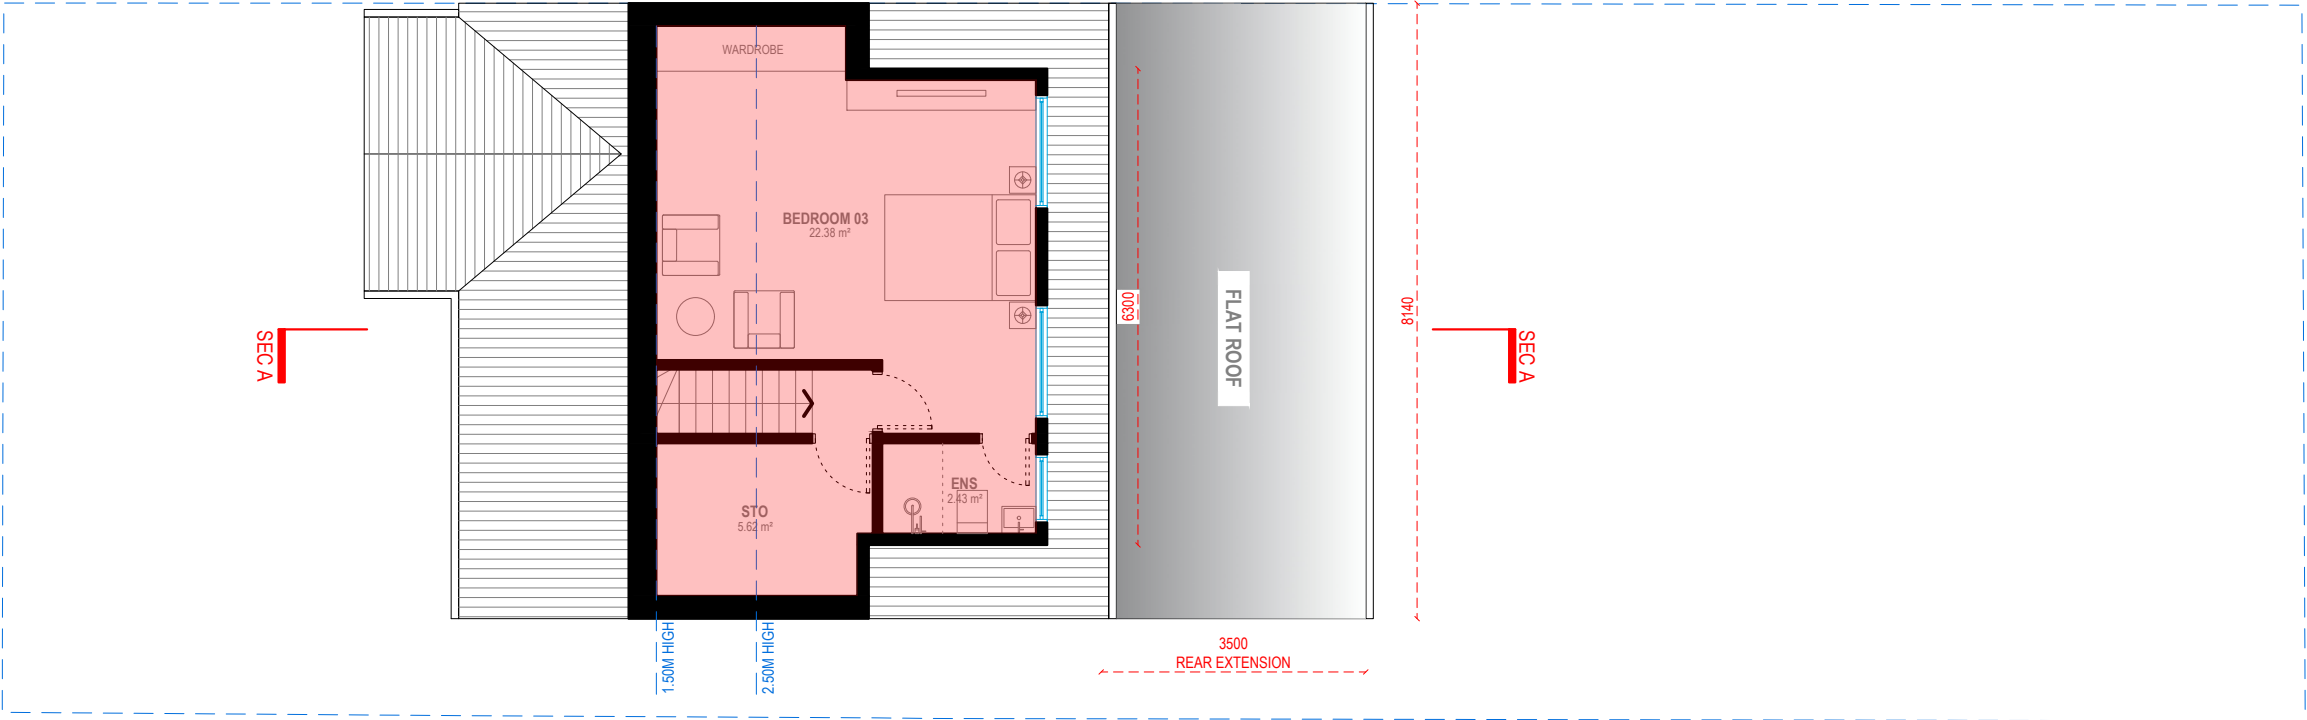 WARDROBE
BEDROOM 03
22.38 m²
SEC A
6300
FLAT ROOF
8140
SEC A
ENS
2.43 m²
STO
5.62 m²
1.50M HIGH
2.50M HIGH
3500
REAR EXTENSION